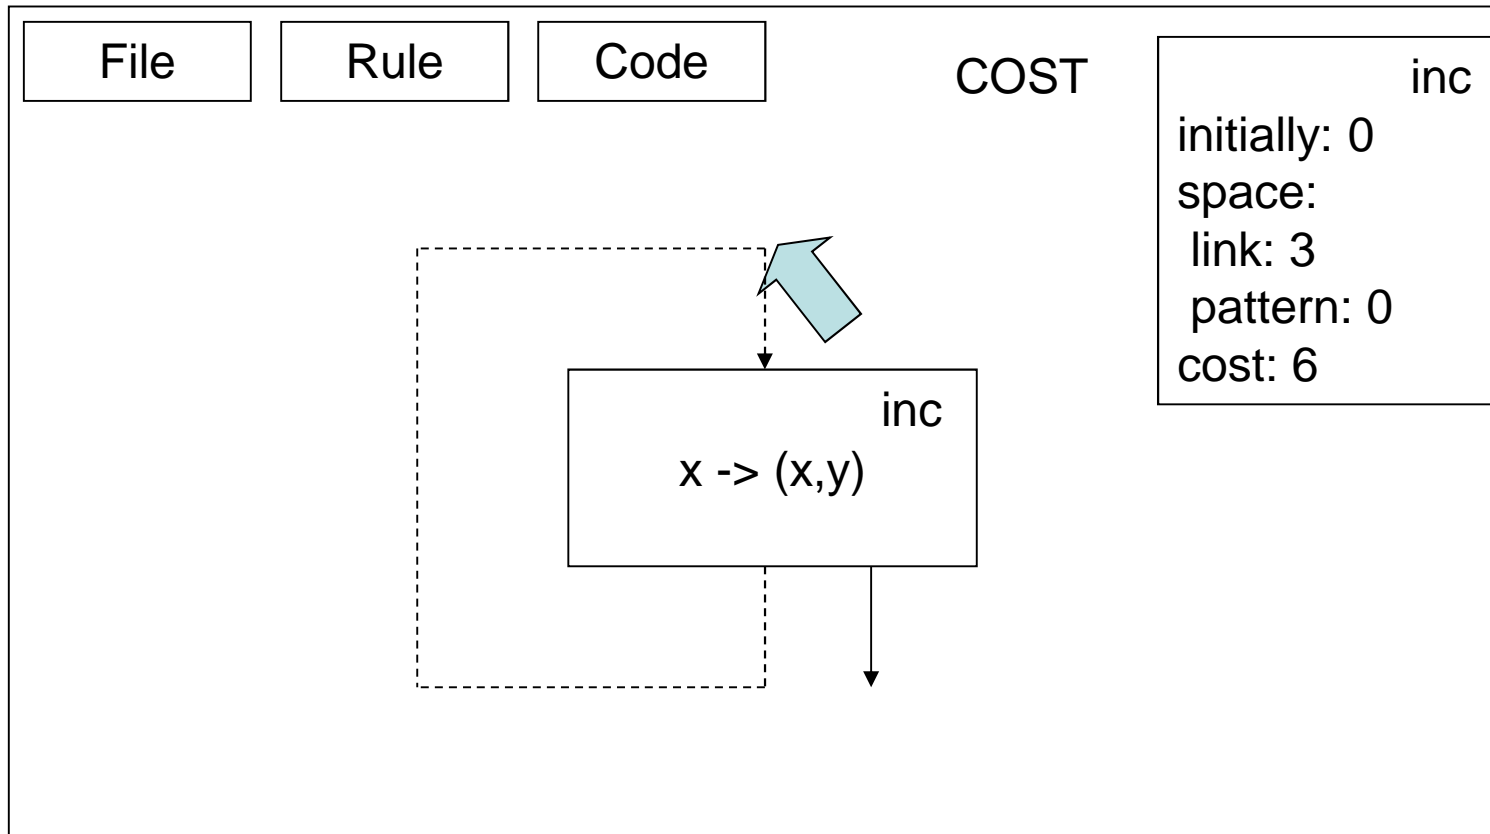 File
Rule
Code
COST
inc
initially: 0
space:
link: 3
pattern: 0
cost: 6
inc
x -> (x,y)